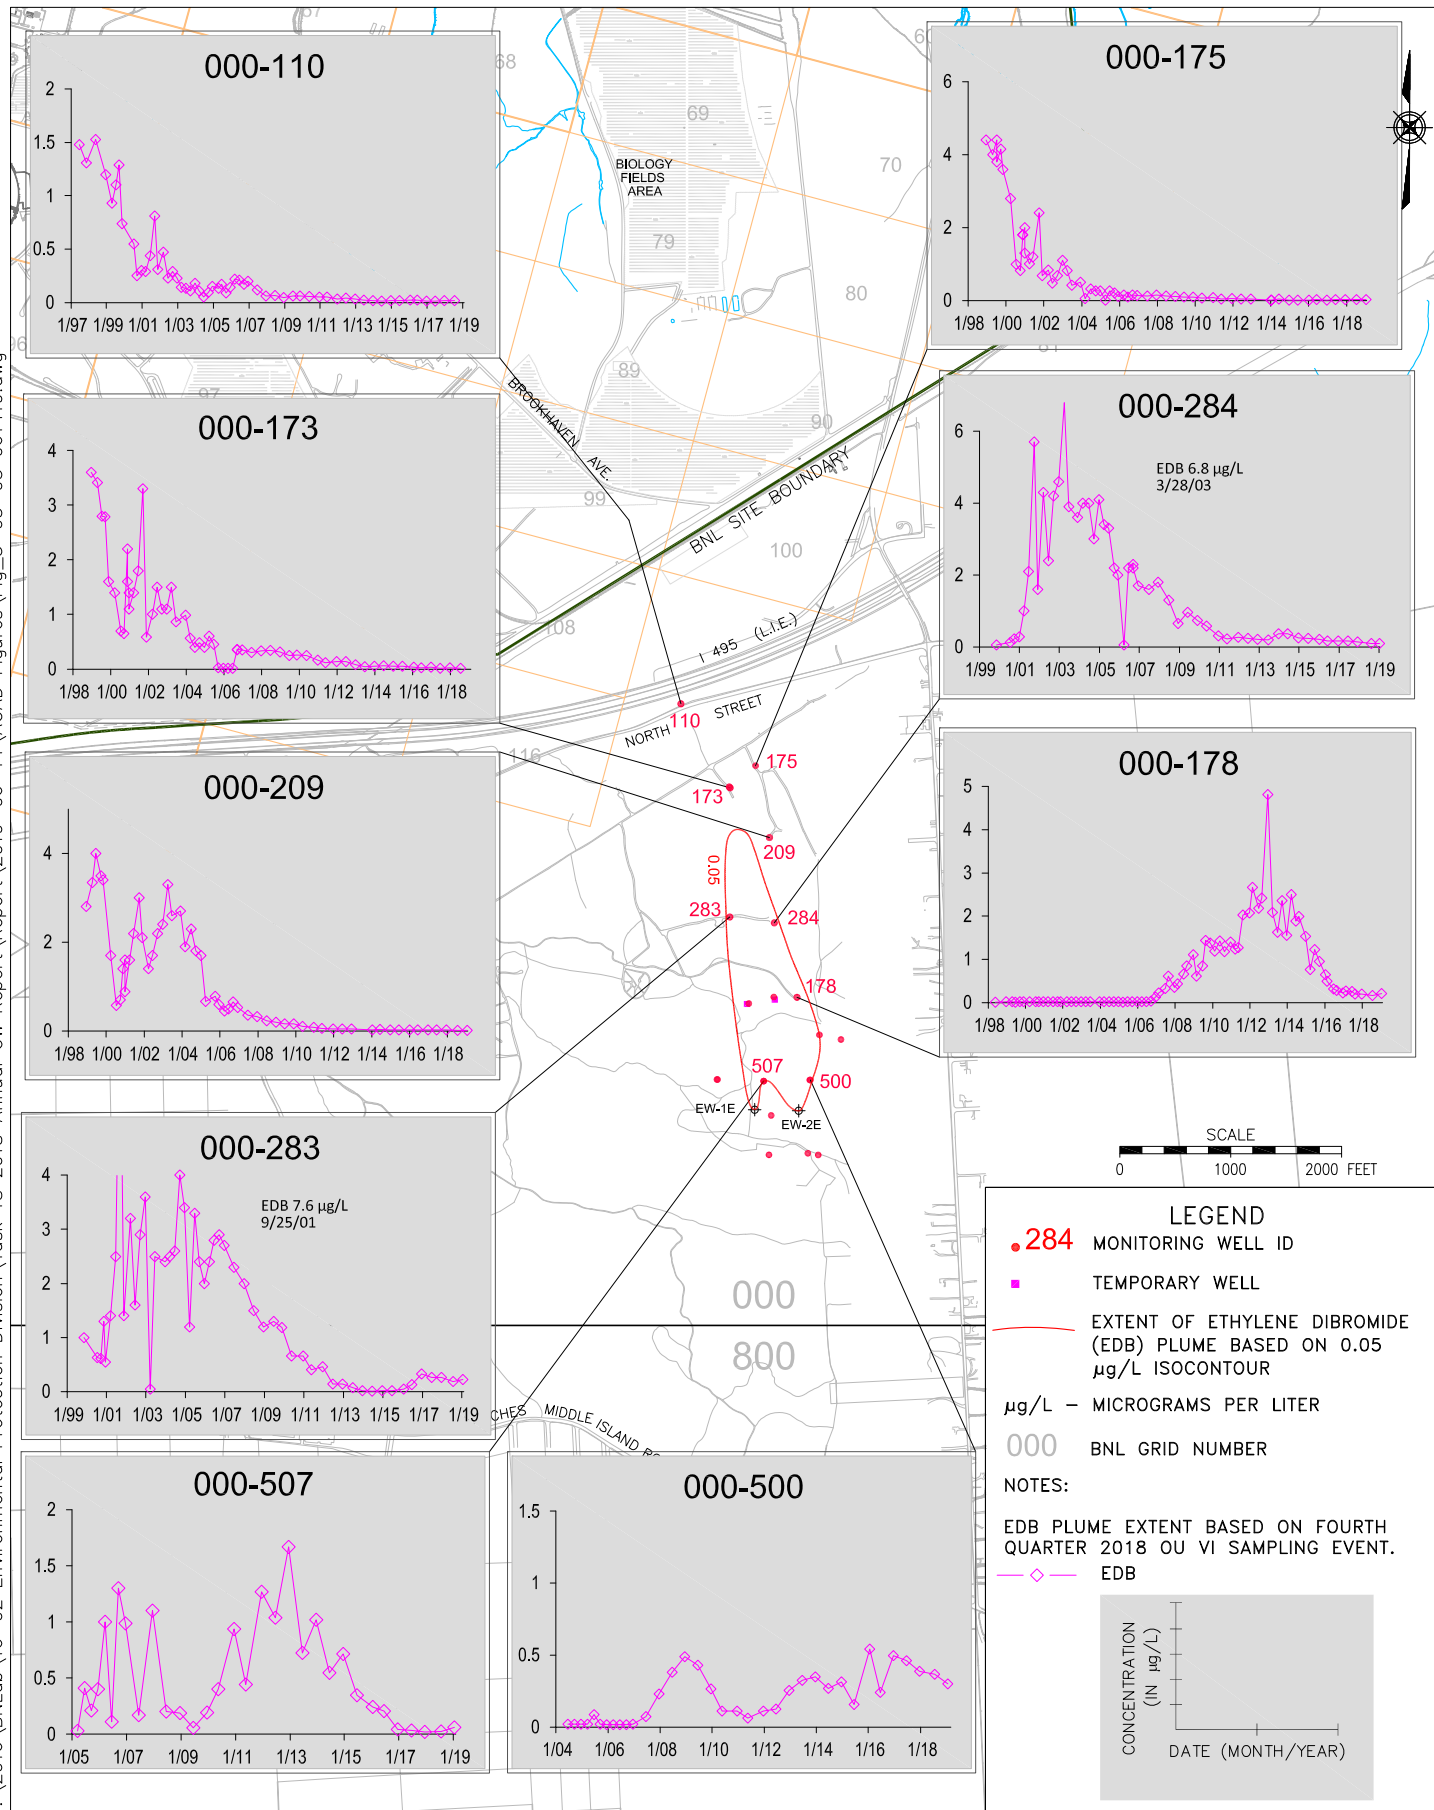 000-110
2
1.5
1
0.5
0
1/97 1/99 1/01 1/03 1/05 1/07 1/09 1/11 1/13 1/15 1/17 1/19
000-175
6
4
2
0
1/98 1/00 1/02 1/04 1/06 1/08 1/10 1/12 1/14 1/16 1/18
68
69
70
79
80
BIOLOGY
FIELDS
AREA
89
90
97
99
100
108
116
BROOKHAVEN AVE.
BNL SITE BOUNDARY
I 495 (L.I.E.)
NORTH STREET
000-173
4
3
2
1
0
1/98 1/00 1/02 1/04 1/06 1/08 1/10 1/12 1/14 1/16 1/18
000-284
EDB 6.8 µg/L
3/28/03
6
4
2
0
1/99 1/01 1/03 1/05 1/07 1/09 1/11 1/13 1/15 1/17 1/19
110
175
173
209
0.05
283
284
178
507
500
EW-1E
EW-2E
000-209
4
2
0
1/98 1/00 1/02 1/04 1/06 1/08 1/10 1/12 1/14 1/16 1/18
000-178
5
4
3
2
1
0
1/98 1/00 1/02 1/04 1/06 1/08 1/10 1/12 1/14 1/16 1/18
000-283
EDB 7.6 µg/L
9/25/01
4
3
2
1
0
1/99 1/01 1/03 1/05 1/07 1/09 1/11 1/13 1/15 1/17 1/19
000
800
CHES MIDDLE ISLAND
SCALE
0 1000 2000 FEET
000-507
2
1.5
1
0.5
0
1/05 1/07 1/09 1/11 1/13 1/15 1/17 1/19
000-500
1.5
1
0.5
0
1/04 1/06 1/08 1/10 1/12 1/14 1/16 1/18
LEGEND
284 MONITORING WELL ID
TEMPORARY WELL
EXTENT OF ETHYLENE DIBROMIDE
(EDB) PLUME BASED ON 0.05
µg/L ISOCONTOUR
µg/L – MICROGRAMS PER LITER
000 BNL GRID NUMBER
NOTES:
EDB PLUME EXTENT BASED ON FOURTH
QUARTER 2018 OU VI SAMPLING EVENT.
EDB
CONCENTRATION
(IN µg/L)
DATE (MONTH/YEAR)